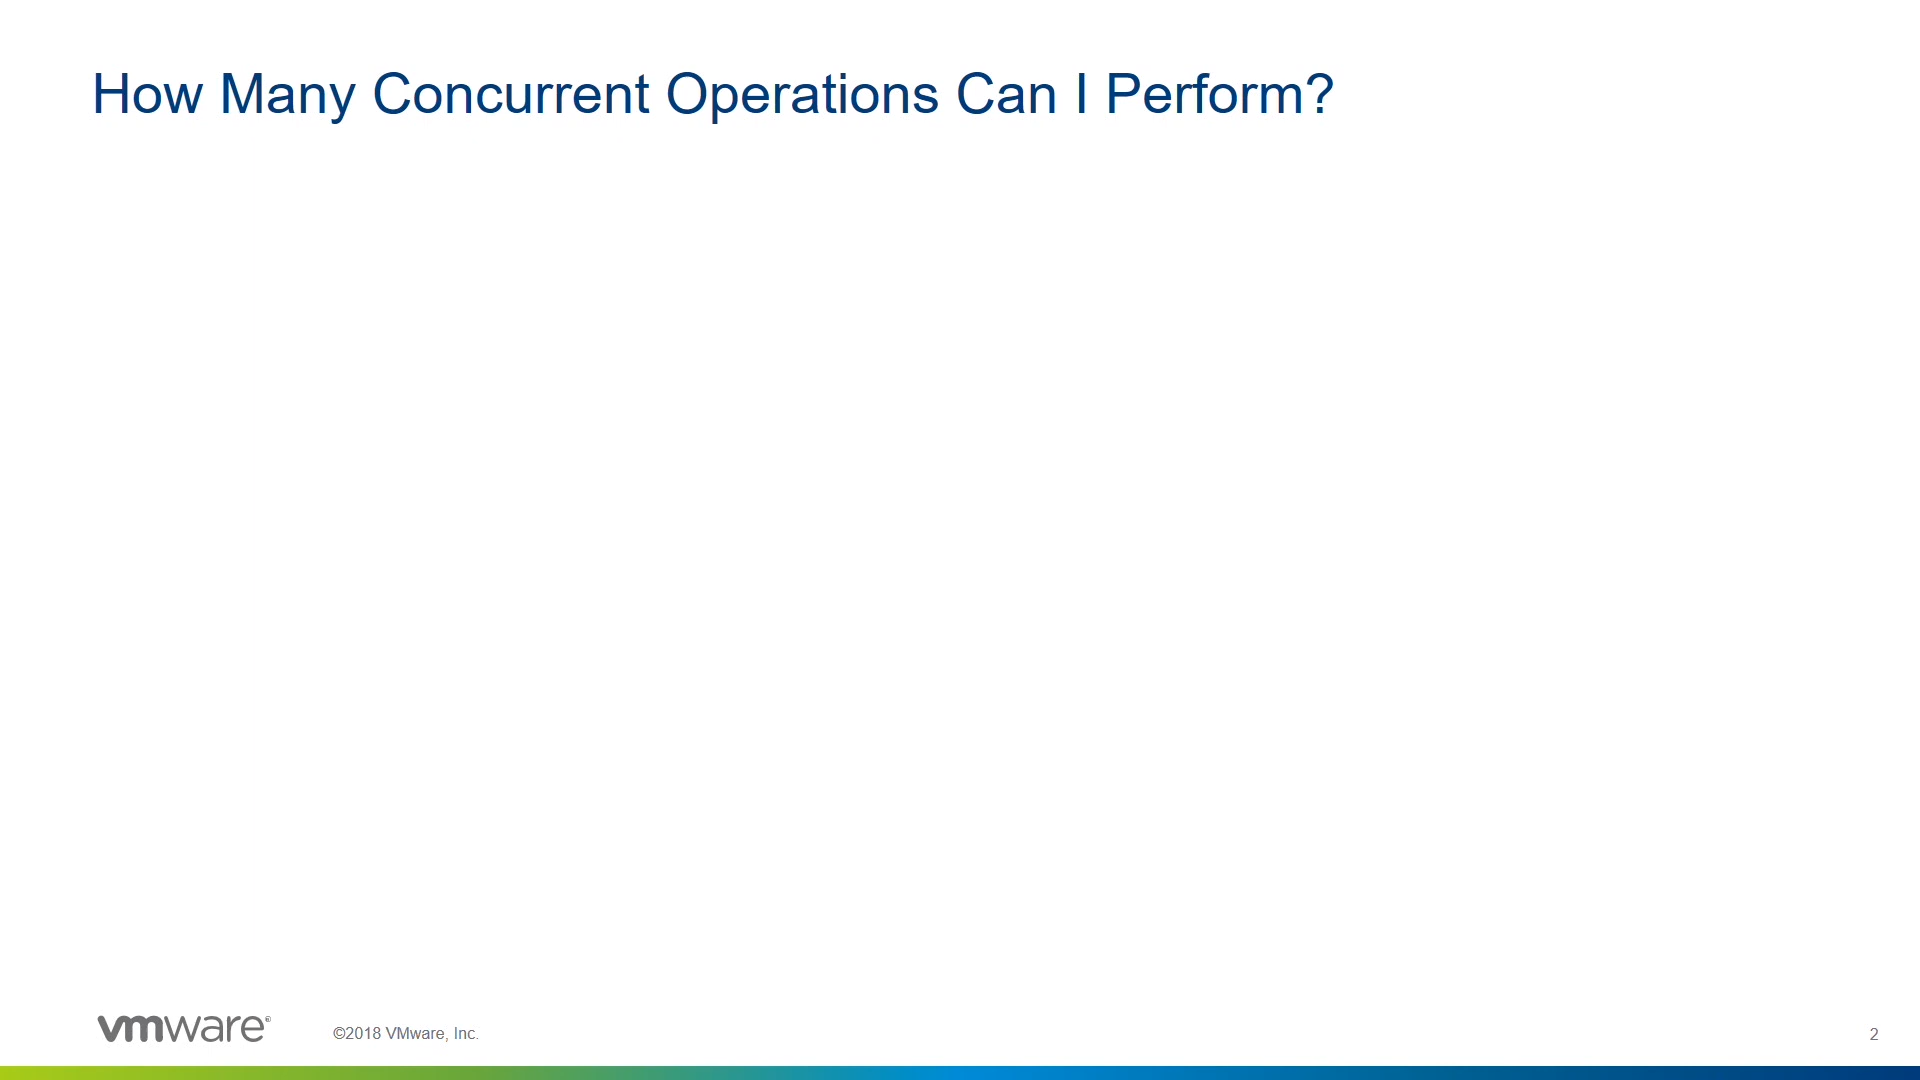 How Many Concurrent Operations Can I Perform?
vmware®
©2018 VMware, Inc.
2